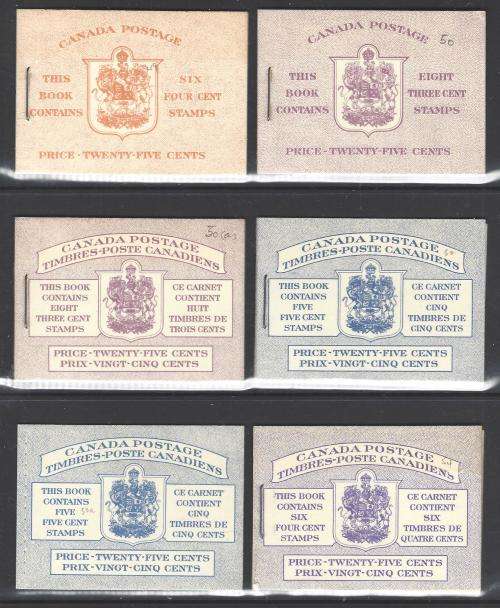 CANADA POSTAGE
THIS SIX
BOOK FOUR CENT
CONTAINS STAMPS
PRICE-TWENTY-FIVE CENTS
CANADA POSTAGE
50
THIS EIGHT
BOOK THREE CENT
CONTAINS STAMPS
PRICE-TWENTY-FIVE CENTS
CANADA POSTAGE
TIMBRES-POSTE CANADIENS
THIS BOOK
CONTAINS
EIGHT
THREE CENT
STAMPS
CE CARNET
CONTIENT
HUIT
TIMBRES DE
TROIS CENTS
PRICE-TWENTY-FIVE CENTS
PRIX-VINGT-CINQ CENTS
CANADA POSTAGE
TIMBRES-POSTE CANADIENS
THIS BOOK
CONTAINS
FIVE
FIVE CENT
STAMPS
CE CARNET
CONTIENT
CINQ
TIMBRES DE
CINQ CENTS
PRICE-TWENTY-FIVE CENTS
PRIX-VINGT-CINQ CENTS
CANADA POSTAGE
TIMBRES-POSTE CANADIENS
THIS BOOK
CONTAINS
FIVE
FIVE CENT
STAMPS
CE CARNET
CONTIENT
CINQ
TIMBRES DE
CINQ CENTS
PRICE-TWENTY-FIVE CENTS
PRIX-VINGT-CINQ CENTS
CANADA POSTAGE
TIMBRES-POSTE CANADIENS
THIS BOOK
CONTAINS
SIX
FOUR CENT
STAMPS
CE CARNET
CONTIENT
SIX
TIMBRES DE
QUATRE CENTS
PRICE-TWENTY-FIVE CENTS
PRIX-VINGT-CINQ CENTS